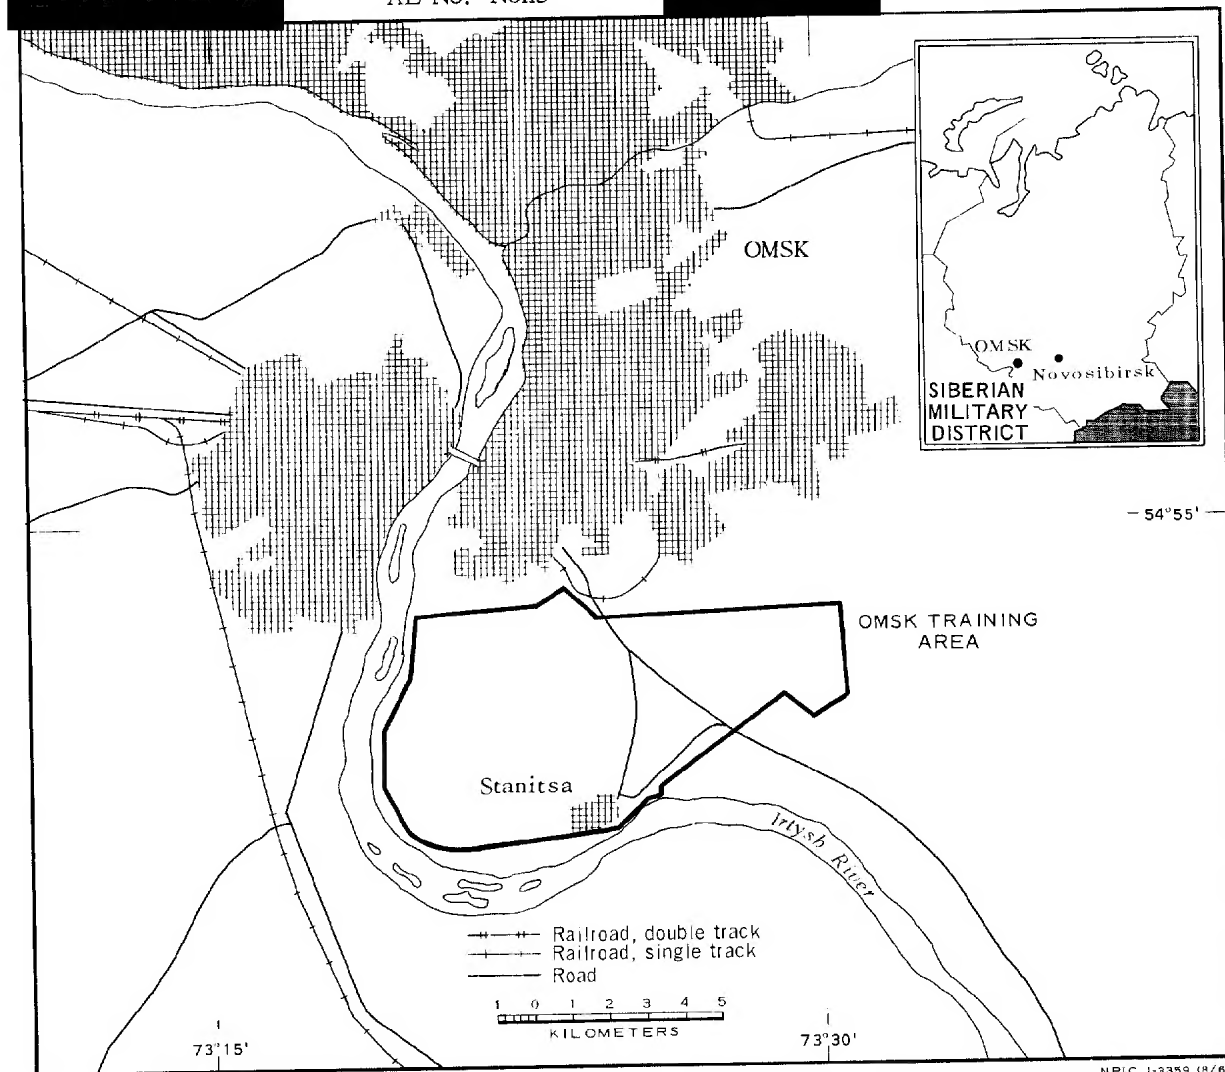 OMSK
OMSK
Novosibirsk
SIBERIAN
MILITARY
DISTRICT
54°55'
OMSK TRAINING
AREA
Stanitsa
Irtysh River
Railroad, double track
Railroad, single track
Road
1 0 1 2 3 4 5
KILOMETERS
73°15'
73°30'